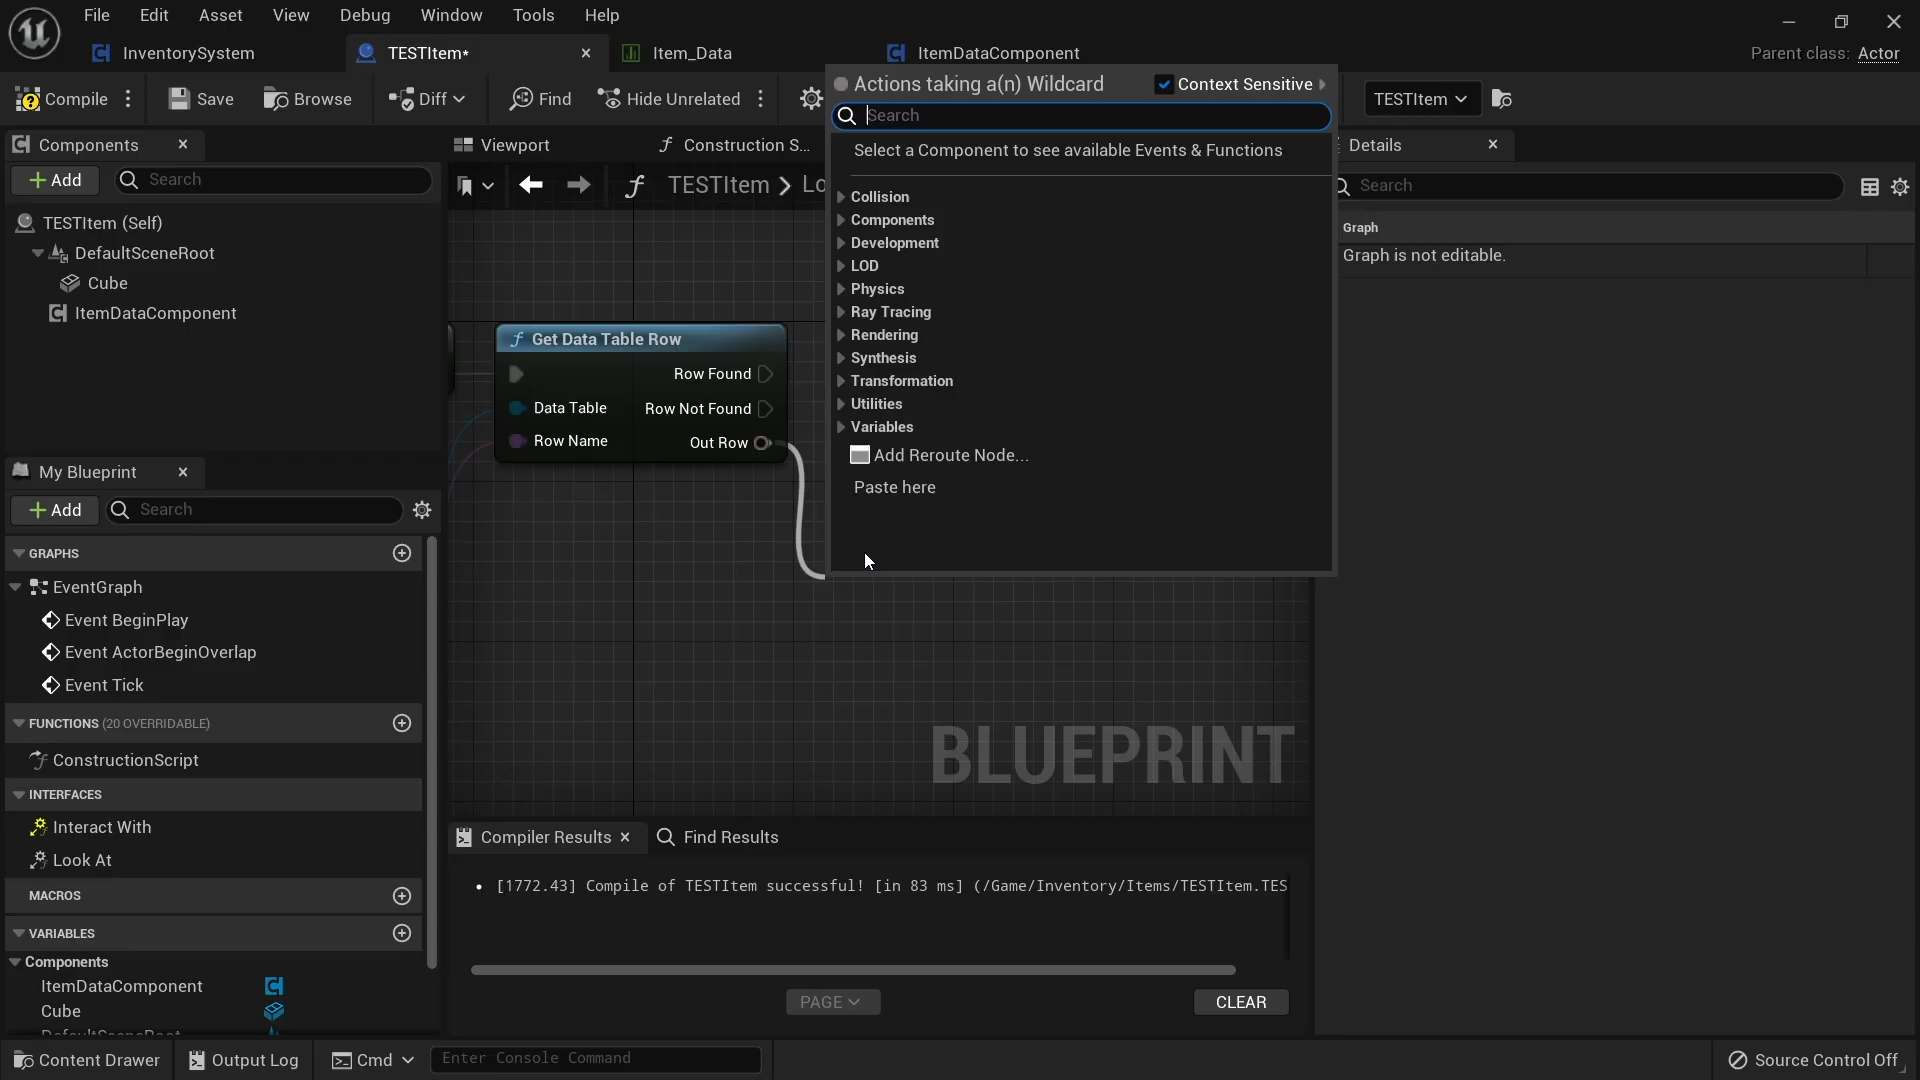 File Edit Asset View Debug Window Tools Help
InventorySystem TESTItem* Item_Data ItemDataComponent Parent class: Actor
Compile Save Browse Diff Find Hide Unrelated TESTItem
Actions taking a(n) Wildcard Context Sensitive
Search
Select a Component to see available Events & Functions
Collision
Components
Development
LOD
Physics
Ray Tracing
Rendering
Synthesis
Transformation
Utilities
Variables
Add Reroute Node...
Paste here
Components
Add Search
TESTItem (Self)
DefaultSceneRoot
Cube
ItemDataComponent
Viewport Construction S...
TESTItem > Lo
Get Data Table Row
Row Found
Data Table Row Not Found
Row Name Out Row
BLUEPRINT
Details
Search
Graph
Graph is not editable.
My Blueprint
Add Search
GRAPHS
EventGraph
Event BeginPlay
Event ActorBeginOverlap
Event Tick
FUNCTIONS (20 OVERRIDABLE)
ConstructionScript
INTERFACES
Interact With
Look At
MACROS
VARIABLES
Components
ItemDataComponent
Cube
DefaultSceneRoot
Compiler Results Find Results
[1772.43] Compile of TESTItem successful! [in 83 ms] (/Game/Inventory/Items/TESTItem.TES
PAGE CLEAR
Content Drawer Output Log Cmd Enter Console Command Source Control Off